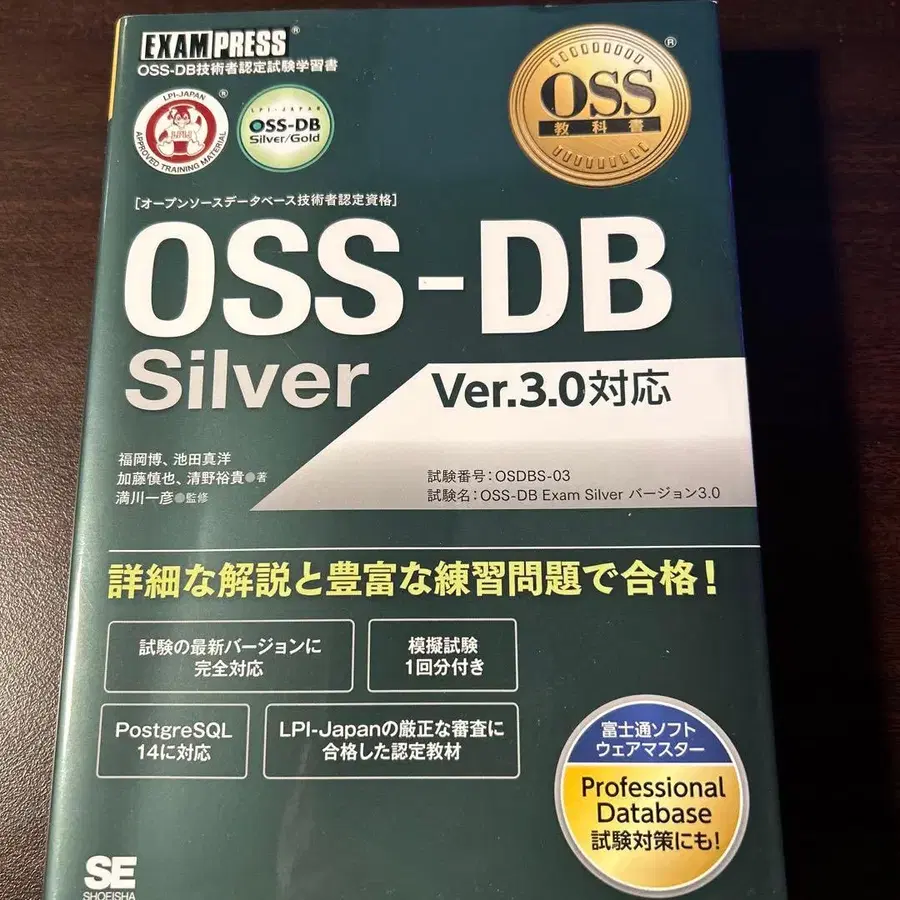 EXAMPRESS®
OSS-DB技術者認定試験学習書
LPI-JAPAN
APPROVED TRAINING MATERIAL
®
LPI-JAPAN
OSS-DB
Silver/Gold
OSS
教科書
®
[オープンソースデータベース技術者認定資格]
OSS-DB
Silver
Ver.3.0対応
福岡博、池田真洋
加藤慎也、清野裕貴●著
満川一彦●監修
試験番号：OSDBS-03
試験名：OSS-DB Exam Silver バージョン3.0
詳細な解説と豊富な練習問題で合格！
試験の最新バージョンに
完全対応
模擬試験
1回分付き
PostgreSQL
14に対応
LPI-Japanの厳正な審査に
合格した認定教材
富士通ソフト
ウェアマスター
Professional
Database
試験対策にも！
SE
SHOEISHA